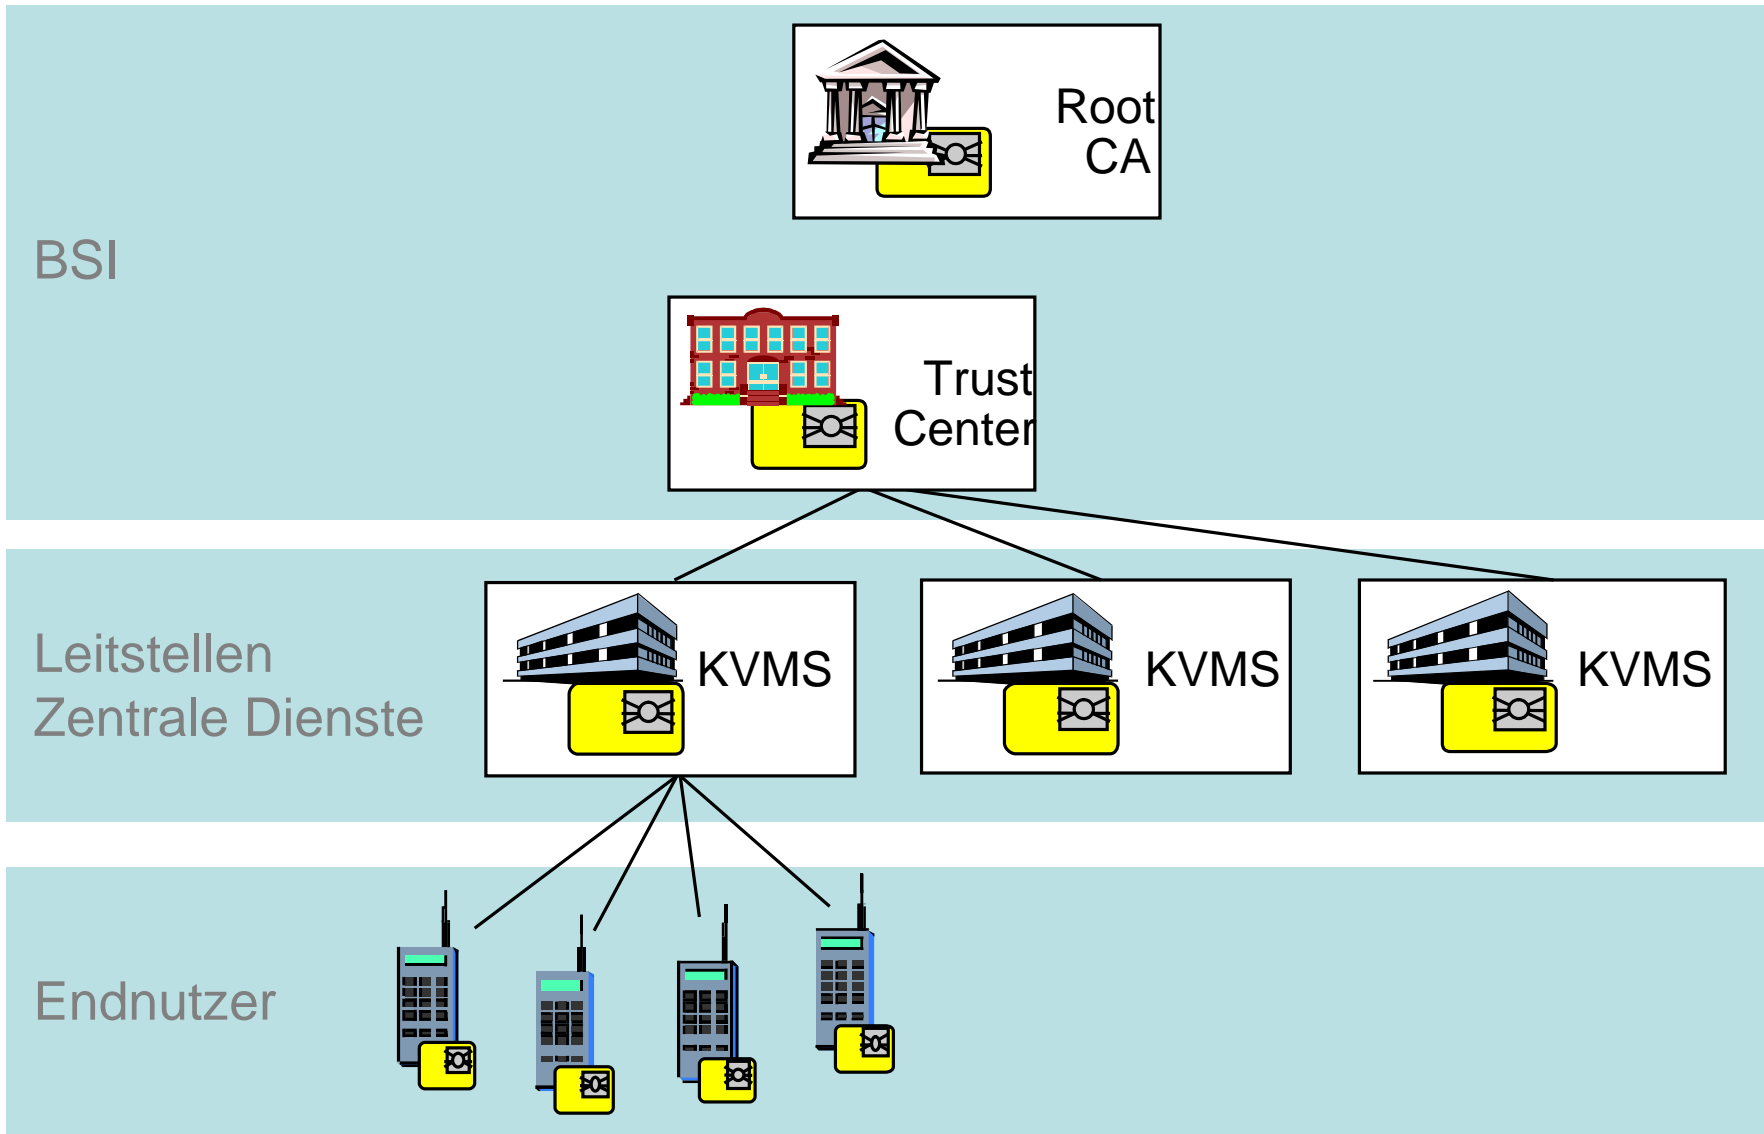 Root
CA
BSI
Trust
Center
Leitstellen
Zentrale Dienste
KVMS
KVMS
KVMS
Endnutzer